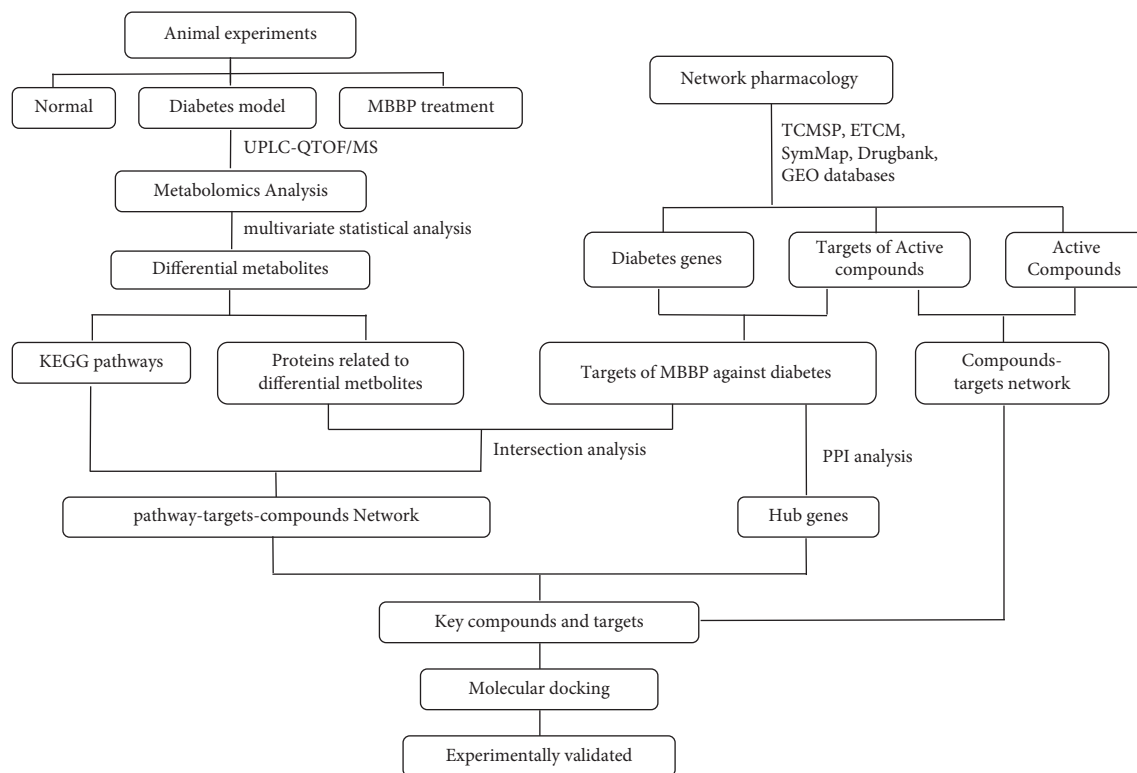 Animal experiments
Network pharmacology
Normal
Diabetes model
MBBP treatment
TCMSP, ETCM,
SymMap, Drugbank,
GEO databases
UPLC-QTOF/MS
Metabolomics Analysis
multivariate statistical analysis
Diabetes genes
Targets of Active
compounds
Active
Compounds
Differential metabolites
KEGG pathways
Proteins related to
differential metbolites
Targets of MBBP against diabetes
Compounds-
targets network
Intersection analysis
PPI analysis
pathway-targets-compounds Network
Hub genes
Key compounds and targets
Molecular docking
Experimentally validated